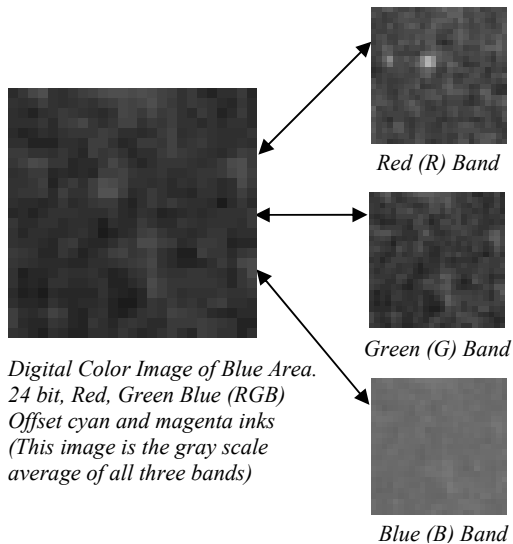 Red (R) Band
Green (G) Band
Digital Color Image of Blue Area.
24 bit, Red, Green Blue (RGB)
Offset cyan and magenta inks
(This image is the gray scale
average of all three bands)
Blue (B) Band